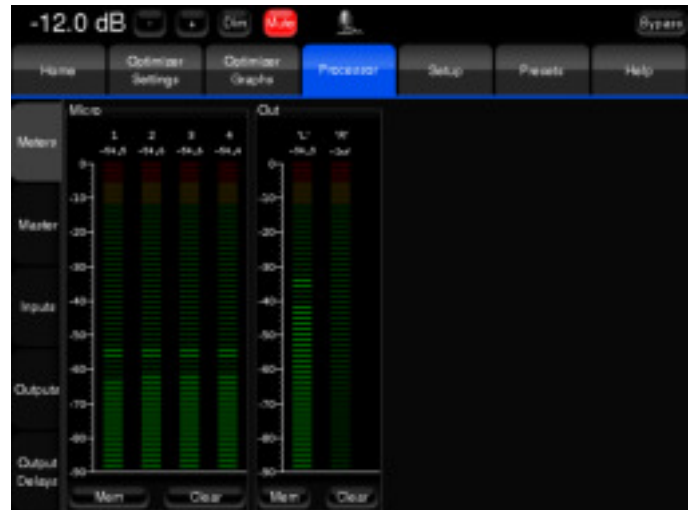 -12.0 dB - + Dim Mute Bypass
Home Optimizer Settings Optimizer Graphs Processor Setup Presets Help
Micro Out
Meters
1 2 3 4 "L" "R"
0 0
-10 -10
-20 -20
Master
-30 -30
Inputs
-40 -40
-50 -50
-60 -60
Outputs
-70 -70
-80 -80
Output Delays
-90 -90
Mem Clear Mem Clear